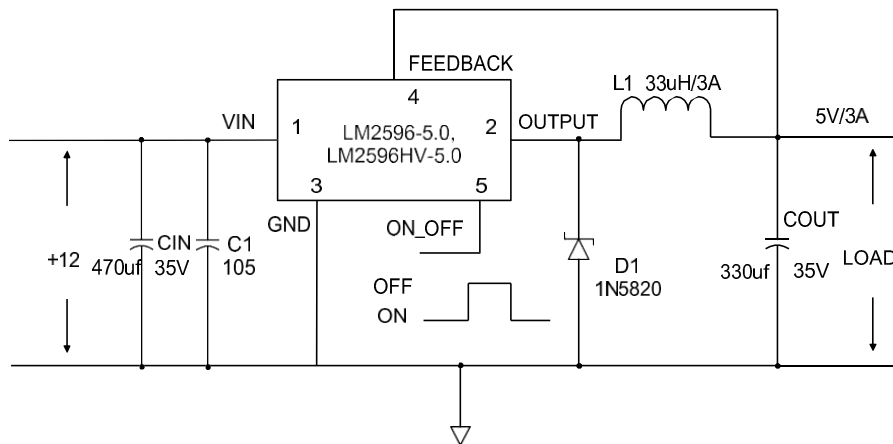 FEEDBACK
4
L1 33uH/3A
VIN
1
LM2596-5.0,
LM2596HV-5.0
2
OUTPUT
5V/3A
3
5
GND
ON_OFF
+12
CIN
470uf 35V
C1
105
OFF
ON
D1
1N5820
COUT
330uf 35V
LOAD